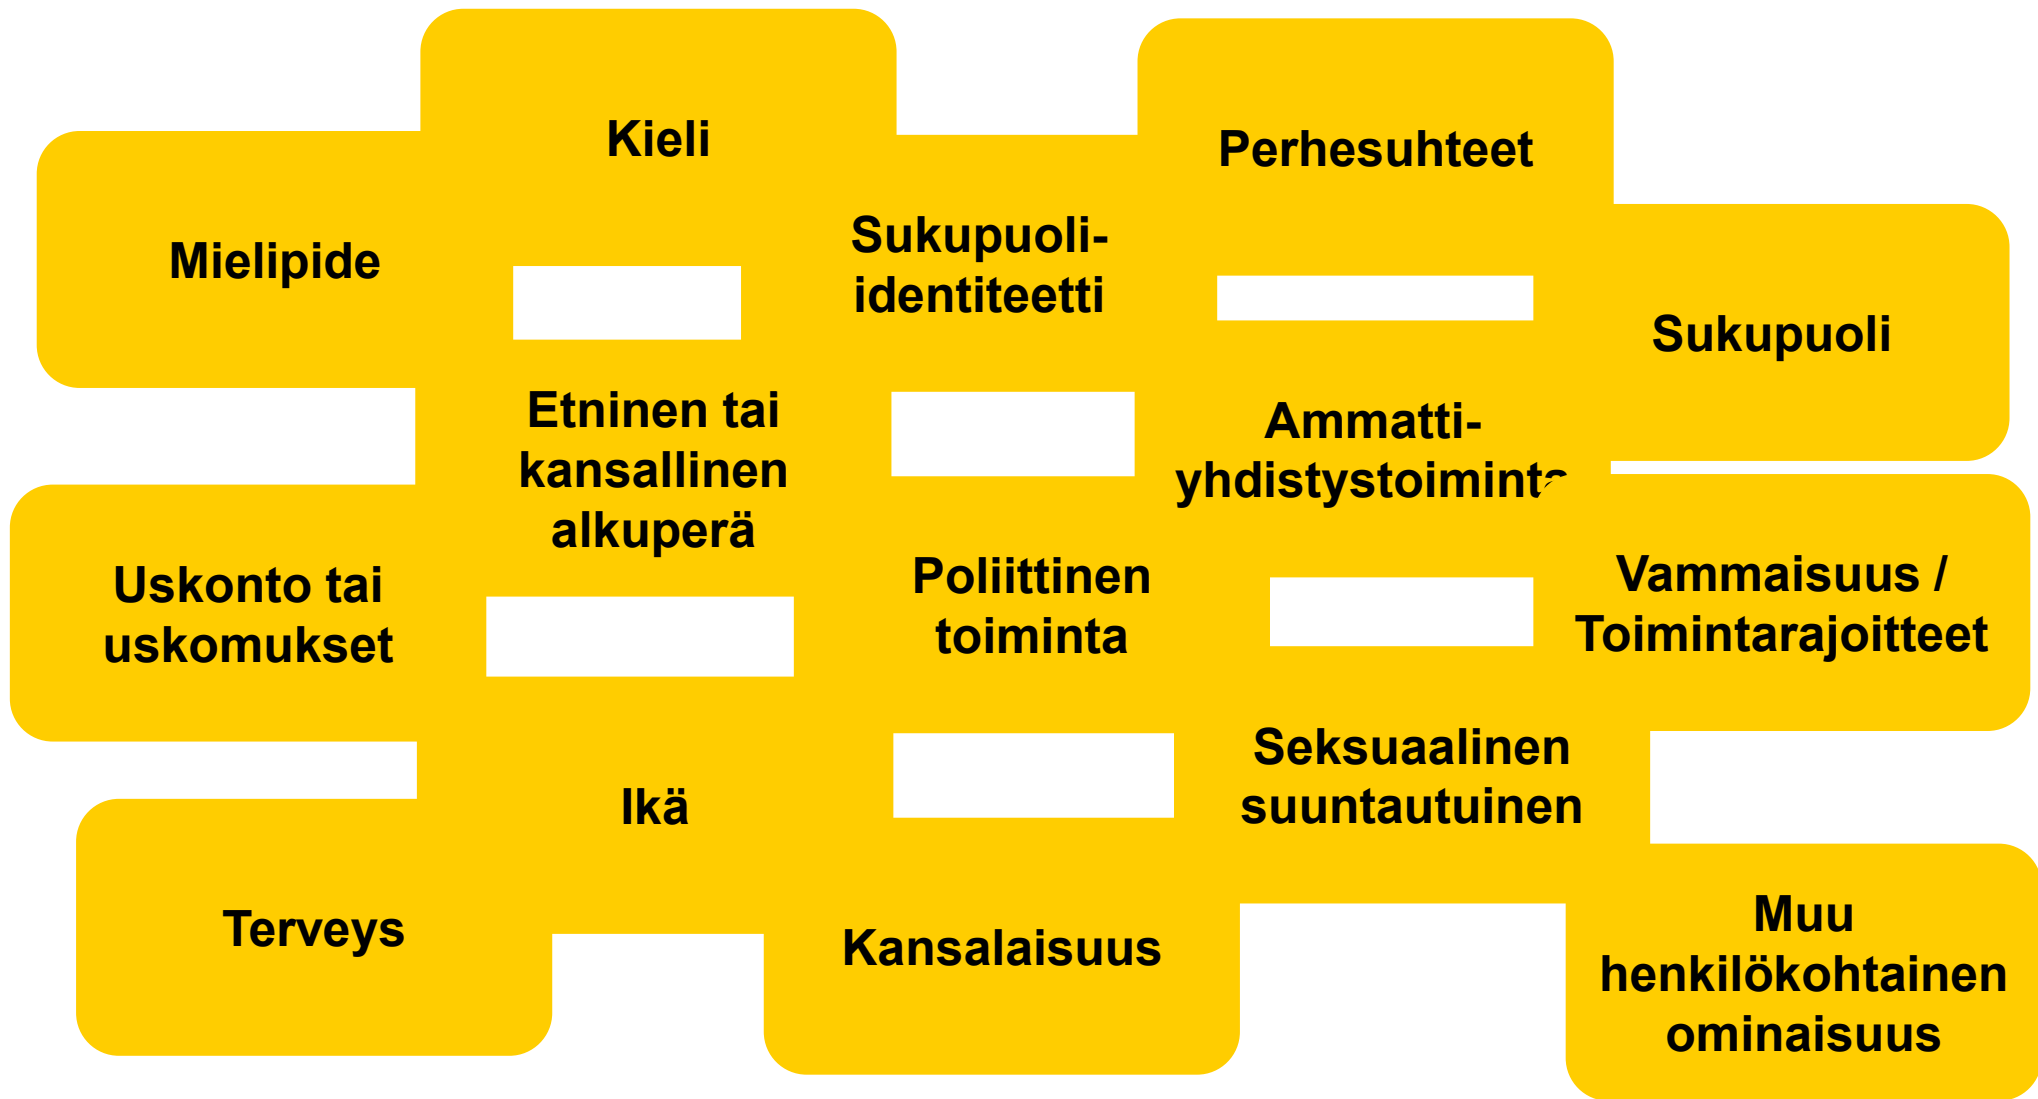 Kieli
Perhesuhteet
Mielipide
Sukupuoli-
identiteetti
Sukupuoli
Etninen tai
kansallinen
alkuperä
Ammatti-
yhdistystoiminta
Uskonto tai
uskomukset
Poliittinen
toiminta
Vammaisuus /
Toimintarajoitteet
Ikä
Seksuaalinen
suuntautuinen
Terveys
Kansalaisuus
Muu
henkilökohtainen
ominaisuus